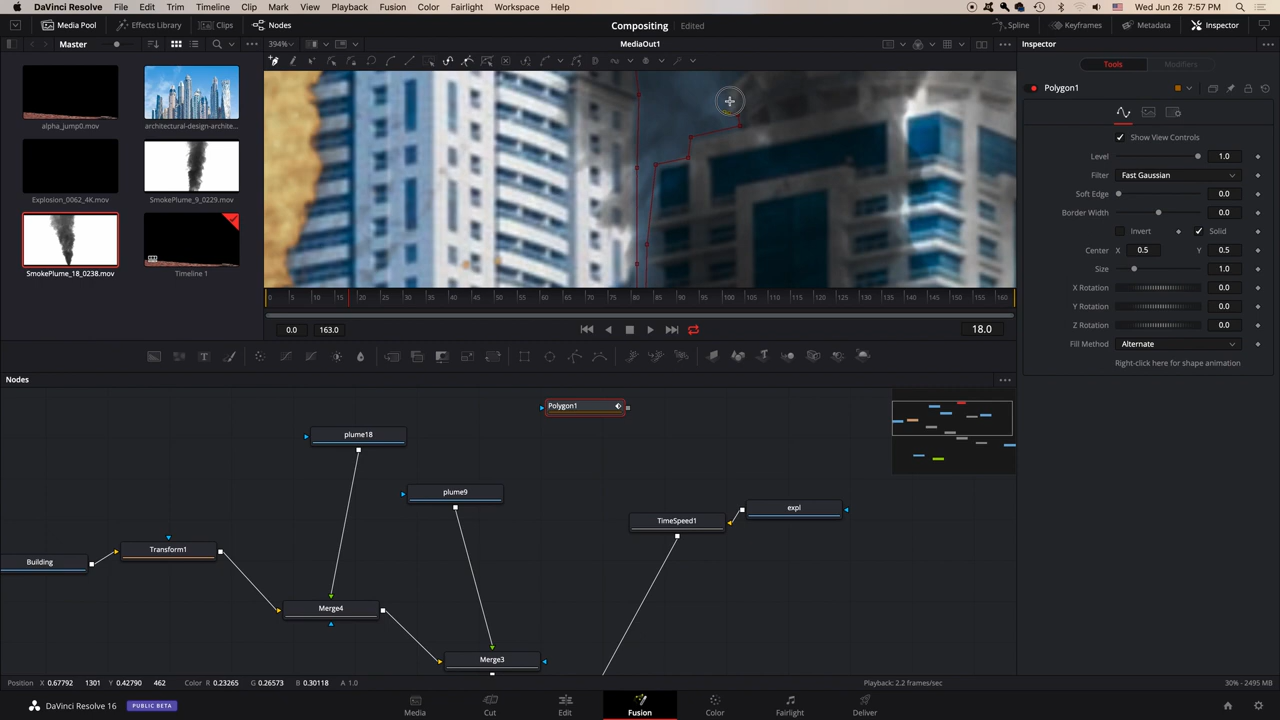 DaVinci Resolve File Edit Trim Timeline Clip Mark View Playback Fusion Color Fairlight Workspace Help Wed Jun 26 7:57 PM
Media Pool Effects Library Clips Nodes Compositing Edited Spline Keyframes Metadata Inspector
Master 394% MediaOut1 Inspector
Tools Modifiers
Polygon1
alpha_jump0.mov architectural-design-archite...
Explosion_0062_4K.mov SmokePlume_9_0229.mov
SmokePlume_18_0238.mov Timeline 1
Show View Controls
Level 1.0
Filter Fast Gaussian
Soft Edge 0.0
Border Width 0.0
Invert Solid
Center X 0.5 Y 0.5
Size 1.0
X Rotation 0.0
Y Rotation 0.0
Z Rotation 0.0
Fill Method Alternate
Right-click here for shape animation
0 5 10 15 20 25 30 35 40 45 50 55 60 65 70 75 80 85 90 95 100 105 110 115 120 125 130 135 140 145 150 155 160
0.0 163.0 18.0
Nodes
Polygon1
plume18
plume9
expl
TimeSpeed1
Transform1
Building
Merge4
Merge3
Position X 0.67792 1301 Y 0.42790 462 Color R 0.23265 G 0.26573 B 0.30118 A 1.0 Playback: 2.2 frames/sec 30% - 2495 MB
DaVinci Resolve 16 PUBLIC BETA Media Cut Edit Fusion Color Fairlight Deliver